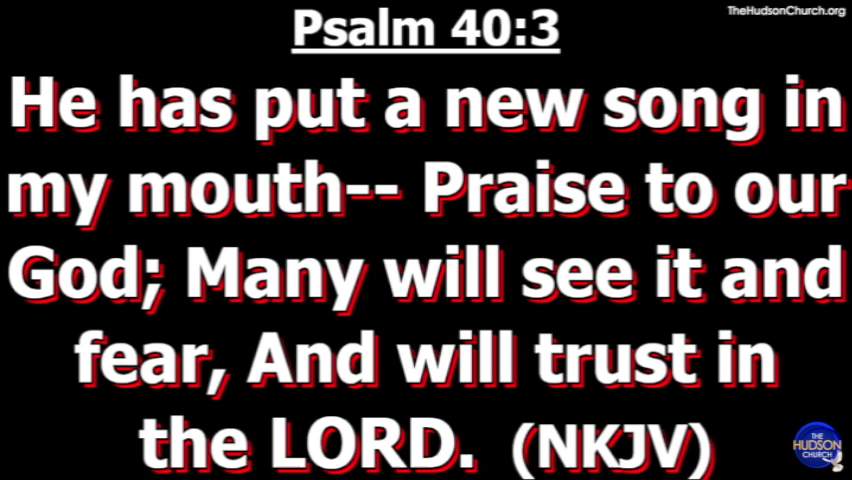 TheHudsonChurch.org
Psalm 40:3
He has put a new song in
my mouth-- Praise to our
God; Many will see it and
fear, And will trust in
the LORD. (NKJV)
THE
HUDSON
CHURCH